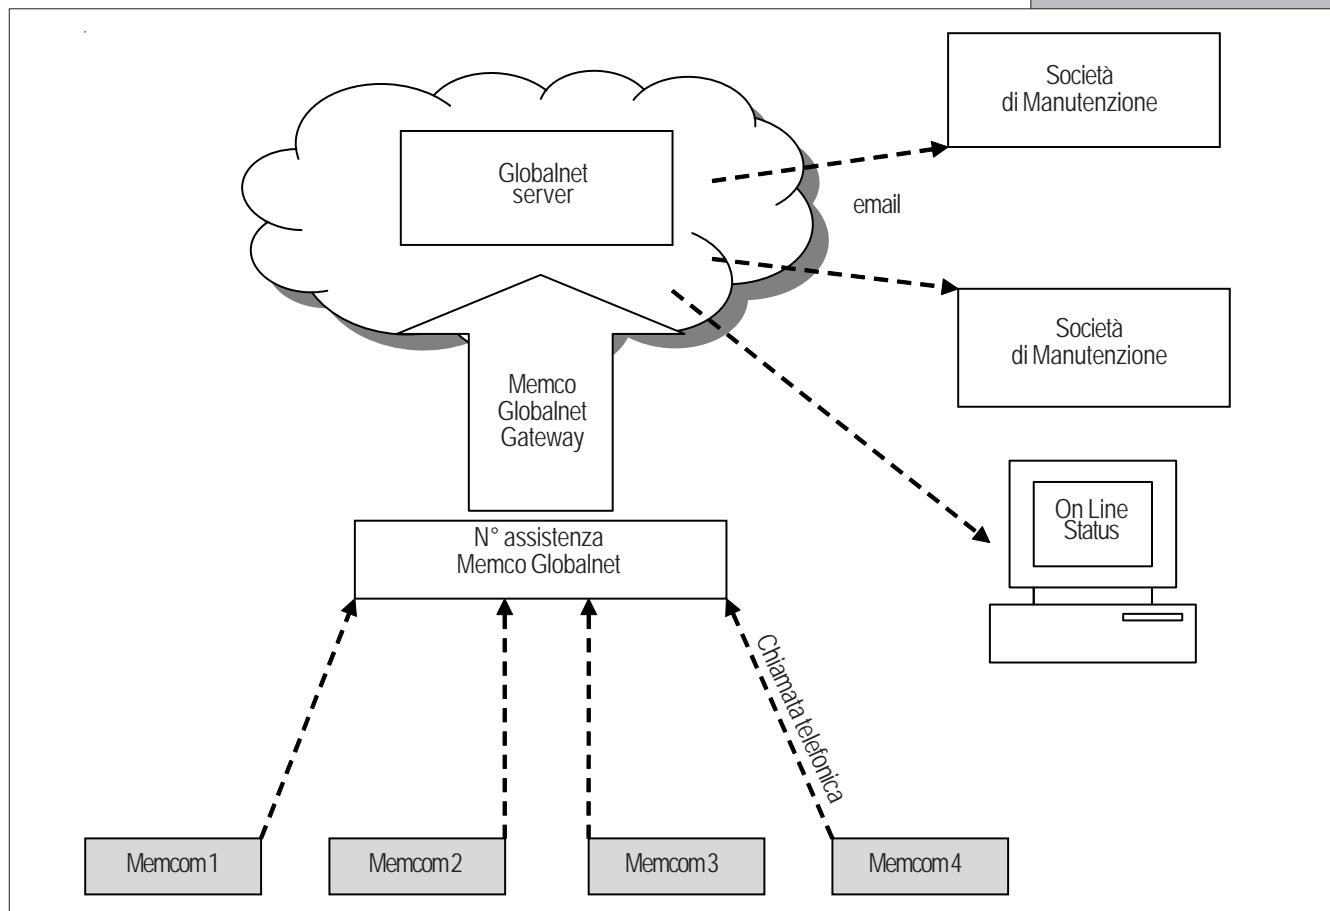 Società
di Manutenzione
Globalnet
server
email
Società
di Manutenzione
Memco
Globalnet
Gateway
On Line
Status
N° assistenza
Memco Globalnet
Chiamata telefonica
Memcom 1
Memcom 2
Memcom 3
Memcom 4